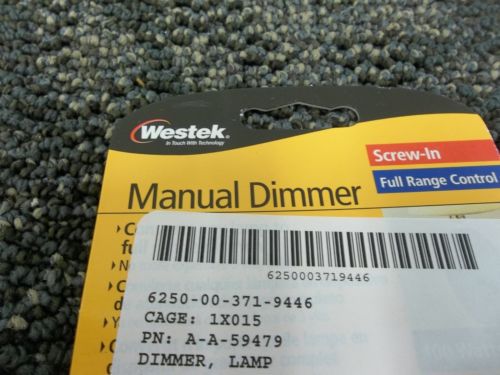 Westek®
In Touch With Technology
Screw-In
Full Range Control
Manual Dimmer
6250003719446
6250-00-371-9446
CAGE: 1X015
PN: A-A-59479
DIMMER, LAMP